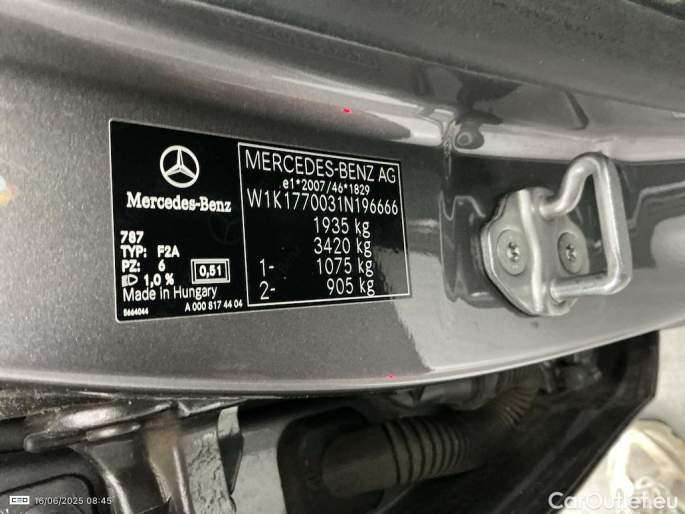 Mercedes-Benz
787
TYP: F2A
PZ: 6
1,0 %
0,51
Made in Hungary
5664044
A 000 817 44 04
MERCEDES-BENZ AG
e1*2007/46*1829
W1K1770031N196666
1935 kg
3420 kg
1- 1075 kg
2- 905 kg
CED 16/06/2025 08:45
CarOutlet.eu